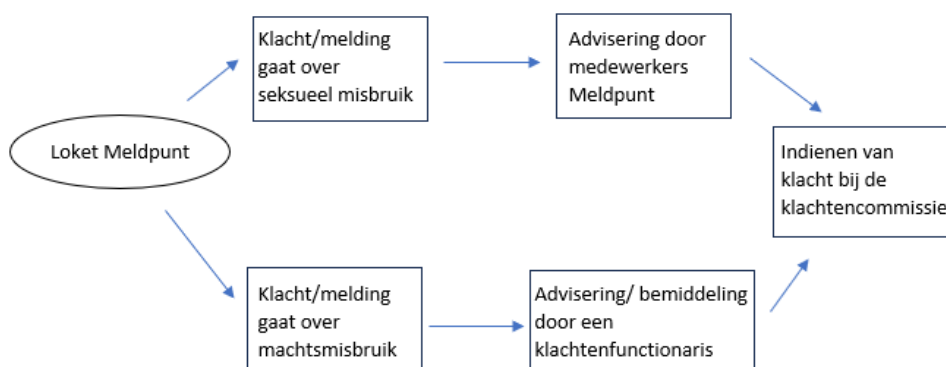 Klacht/melding
gaat over
seksueel misbruik
Advisering door
medewerkers
Meldpunt
Loket Meldpunt
Indienen van
klacht bij de
klachtencommissie
Klacht/melding
gaat over
machtsmisbruik
Advisering/ bemiddeling
door een
klachtenfunctionaris